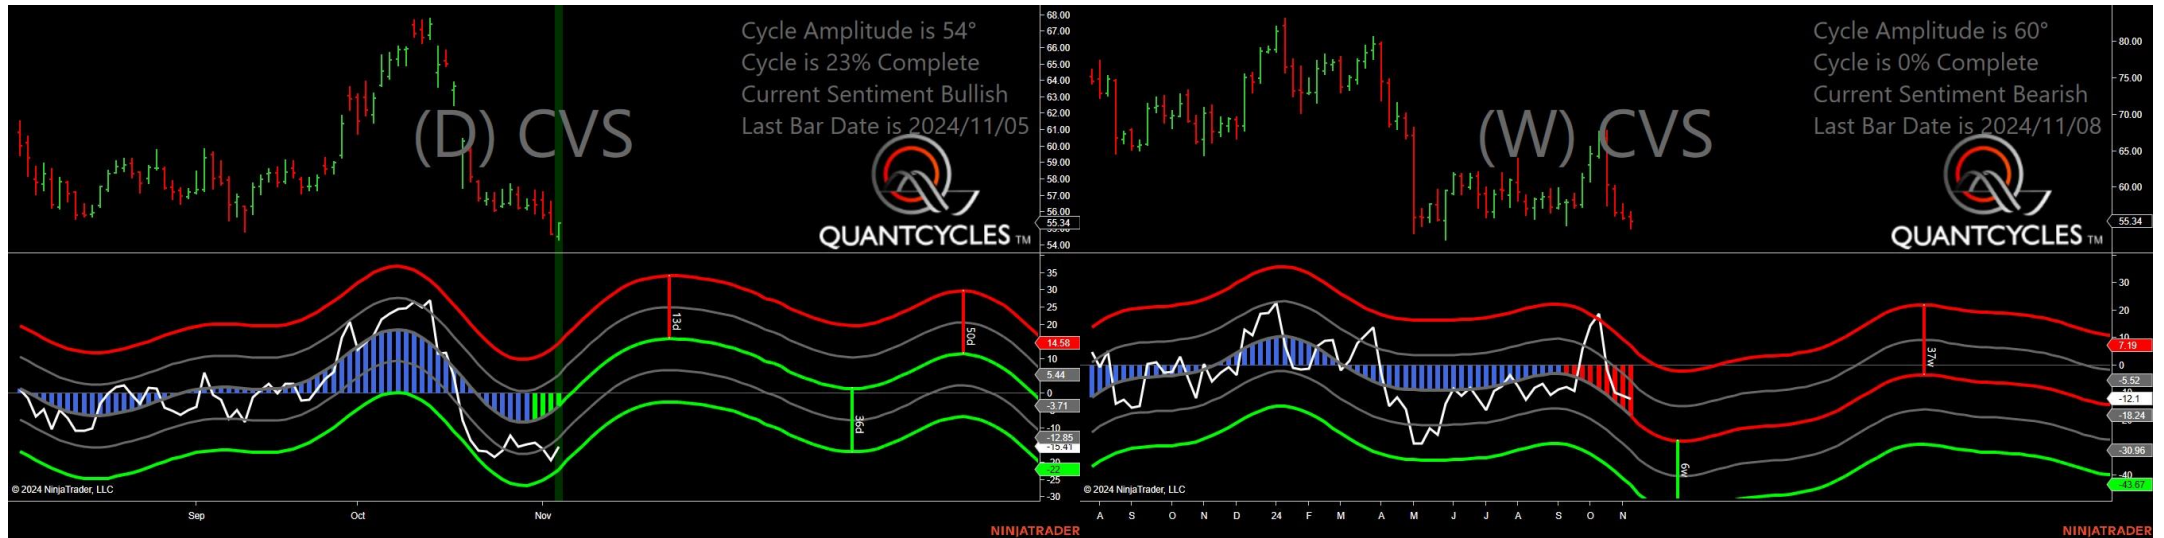 Cycle Amplitude is 54°
Cycle is 23% Complete
Current Sentiment Bullish
Last Bar Date is 2024/11/05
(D) CVS
QUANTCYCLES TM
68.00
67.00
66.00
65.00
64.00
63.00
62.00
61.00
60.00
59.00
58.00
57.00
56.00
55.34
54.00
13d
36d
50d
35
30
25
20
14.58
10
5.44
0
-3.71
-10
-12.85
-15.41
-22
-25
-30
© 2024 NinjaTrader, LLC
Sep Oct Nov
NINJATRADER
Cycle Amplitude is 60°
Cycle is 0% Complete
Current Sentiment Bearish
Last Bar Date is 2024/11/08
(W) CVS
QUANTCYCLES TM
80.00
75.00
70.00
65.00
60.00
55.34
6w
37w
30
20
10
7.19
0
-5.52
-12.1
-18.24
-30.96
-40
-43.67
© 2024 NinjaTrader, LLC
A S O N D 24 F M A M J J A S O N
NINJATRADER